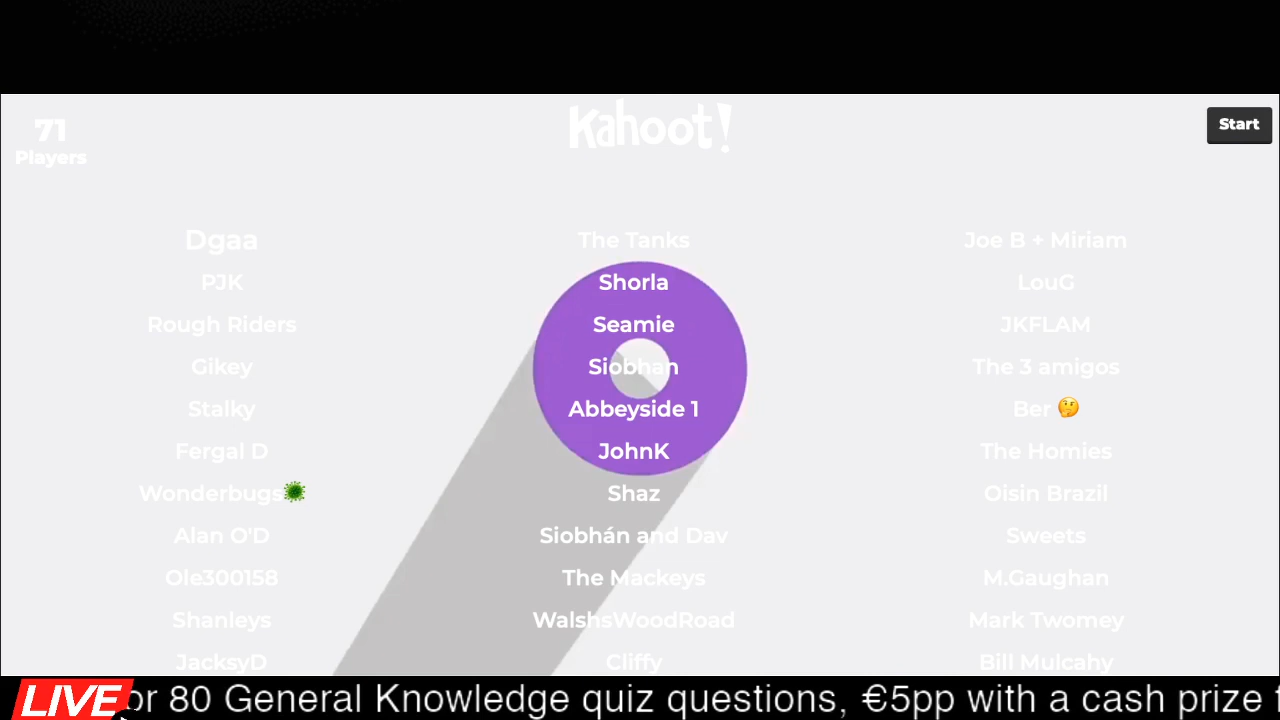 Kahoot!
71
Players
Start
Dgaa
The Tanks
Joe B + Miriam
PJK
Shorla
LouG
Rough Riders
Seamie
JKFLAM
Gikey
Siobhan
The 3 amigos
Stalky
Abbeyside 1
Ber 🤔
Fergal D
JohnK
The Homies
Wonderbugs🦠
Shaz
Oisin Brazil
Alan O'D
Siobhán and Dav
Sweets
Ole300158
The Mackeys
M.Gaughan
Shanleys
WalshsWoodRoad
Mark Twomey
JacksyD
Cliffy
Bill Mulcahy
LIVE
or 80 General Knowledge quiz questions, €5pp with a cash prize